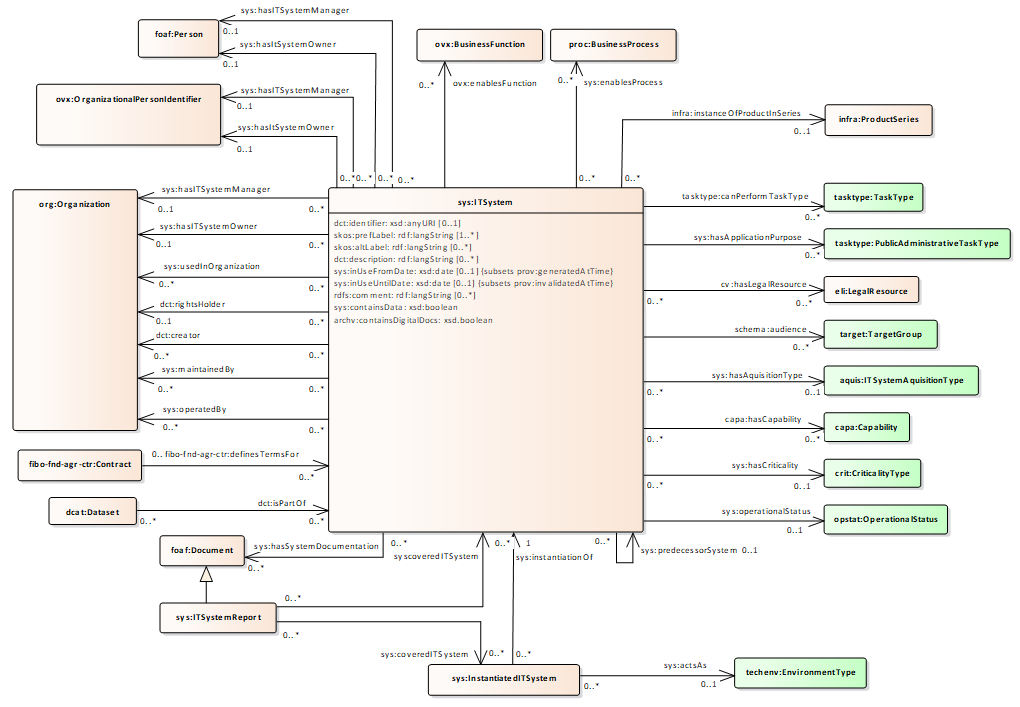 sys:hasITSystemManager
0..1
foaf:Person
sys:hasItSystemOwner
0..1
ovx:BusinessFunction
proc:BusinessProcess
0..*
ovx:enablesFunction
0..*
sys:enablesProcess
ovx:OrganizationalPersonIdentifier
sys:hasITSystemManager
0..1
sys:hasItSystemOwner
0..1
infra:instanceOfProductInSeries
0..1
infra:ProductSeries
0..*
0..*
0..*
0..*
0..*
0..*
org:Organization
sys:hasITSystemManager
0..1
0..*
sys:hasITSystemOwner
0..1
0..*
sys:usedInOrganization
0..*
0..*
dct:rightsHolder
0..1
0..*
dct:creator
0..*
0..*
sys:maintainedBy
0..*
0..*
sys:operatedBy
0..*
0..*
sys:ITSystem
dct:identifier: xsd:anyURI [0..1]
skos:prefLabel: rdf:langString [1..*]
skos:altLabel: rdf:langString [0..*]
dct:description: rdf:langString [0..*]
sys:inUseFromDate: xsd:date [0..1] {subsets prov:generatedAtTime}
sys:inUseUntilDate: xsd:date [0..1] {subsets prov:invalidatedAtTime}
rdfs:comment: rdf:langString [0..*]
sys:containsData: xsd:boolean
archv:containsDigitalDocs: xsd.boolean
tasktype:canPerformTaskType
0..*
tasktype:TaskType
sys:hasApplicationPurpose
0..*
tasktype:PublicAdministrativeTaskType
cv:hasLegalResource
0..*
0..*
eli:LegalResource
schema:audience
0..*
target:TargetGroup
sys:hasAquisitionType
0..*
0..1
aquis:ITSystemAquisitionType
capa:hasCapability
0..*
0..*
capa:Capability
sys:hasCriticality
0..*
0..1
crit:CriticalityType
sys:operationalStatus
0..1
opstat:OperationalStatus
fibo-fnd-agr-ctr:Contract
0.. fibo-fnd-agr-ctr:definesTermsFor
0..*
dcat:Dataset
0..*
dct:isPartOf
0..*
foaf:Document
sys:hasSystemDocumentation
0..*
0..*
syscoveredITSystem
0..*
1
sys:instantiationOf
0..*
sys:predecessorSystem 0..1
sys:ITSystemReport
0..*
0..*
sys:coveredITSystem
0..*
0..*
sys:InstantiatedITSystem
0..*
sys:actsAs
0..1
techenv:EnvironmentType